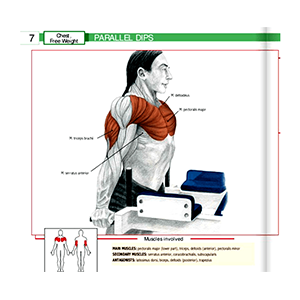 7
Chest
Free Weight
PARALLEL DIPS
M. deltoideus
M. pectoralis major
M. triceps brachii
M. serratus anterior
Muscles involved
MAIN MUSCLES: pectoralis major (lower part), triceps, deltoids (anterior), pectoralis minor
SECONDARY MUSCLES: serratus anterior, coracobrachialis, subscapularis
ANTAGONISTS: latissimus dorsi, biceps, deltoids (posterior), trapezius